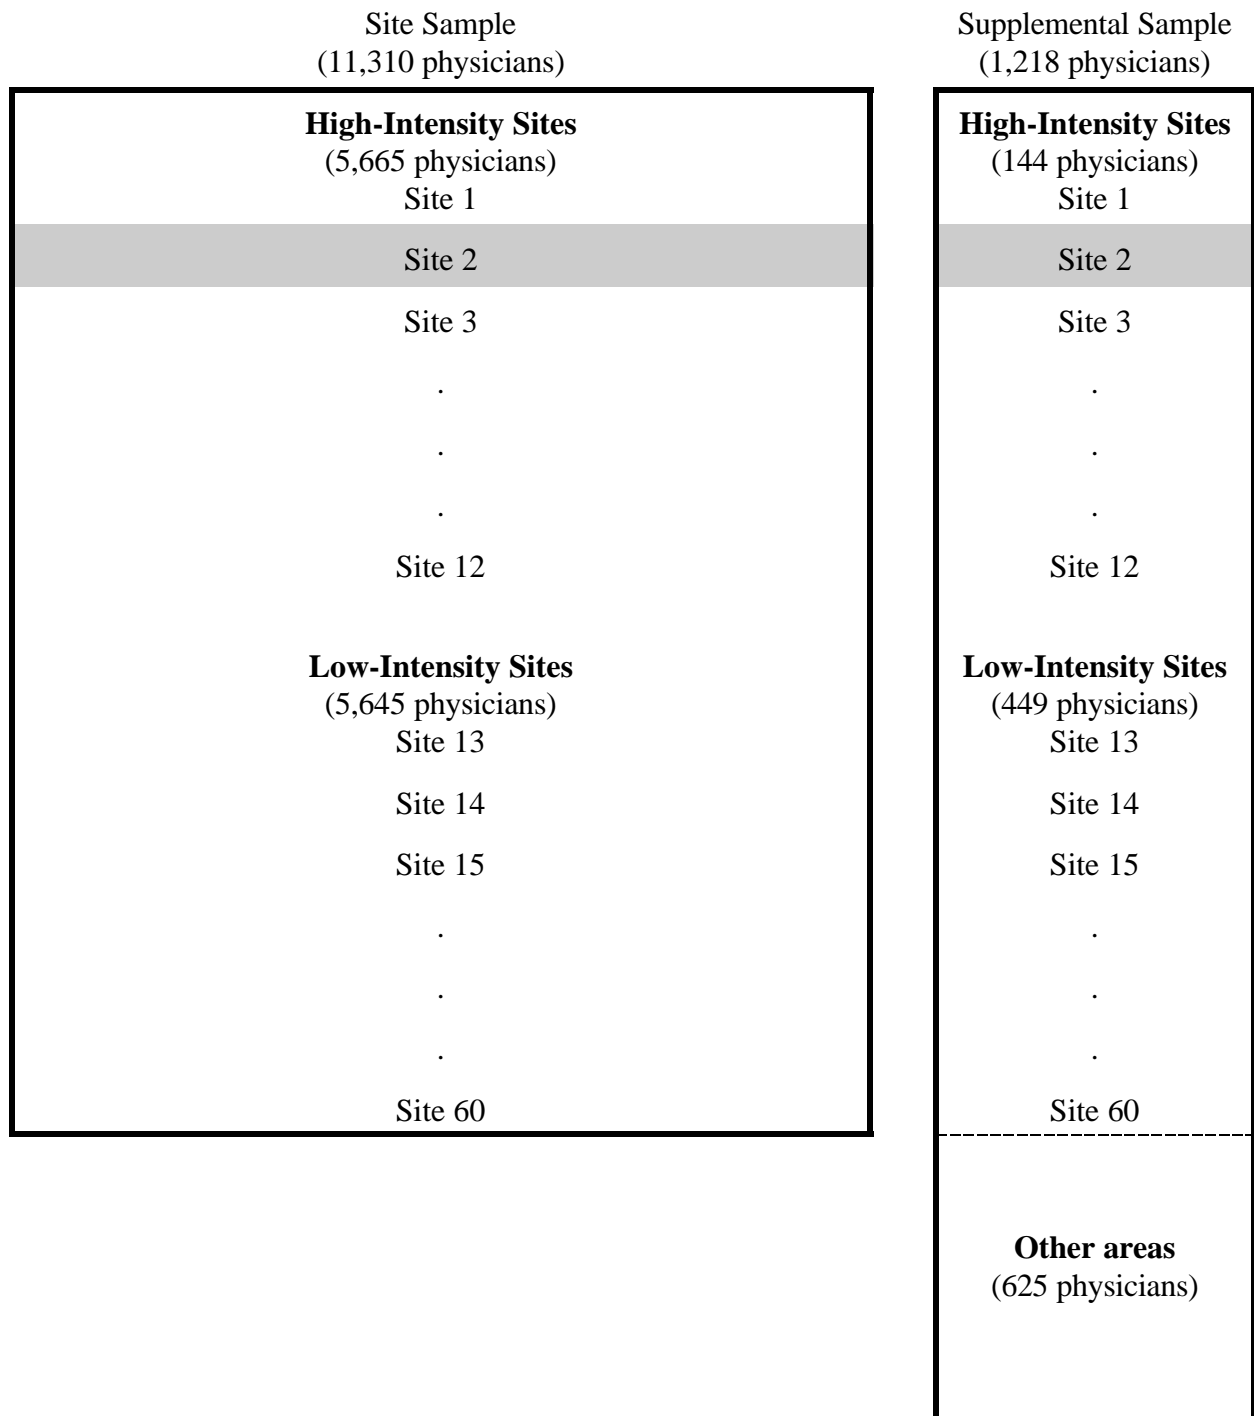 Site Sample
(11,310 physicians)
High-Intensity Sites
(5,665 physicians)
Site 1
Site 2
Site 3
.
.
.
Site 12
Low-Intensity Sites
(5,645 physicians)
Site 13
Site 14
Site 15
.
.
.
Site 60
Supplemental Sample
(1,218 physicians)
High-Intensity Sites
(144 physicians)
Site 1
Site 2
Site 3
.
.
.
Site 12
Low-Intensity Sites
(449 physicians)
Site 13
Site 14
Site 15
.
.
.
Site 60
Other areas
(625 physicians)